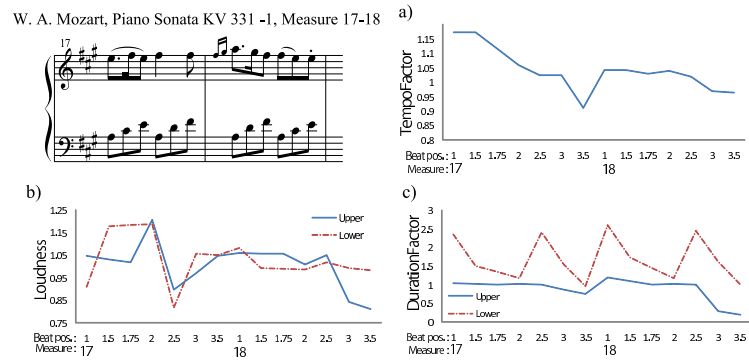 W. A. Mozart, Piano Sonata KV 331 -1, Measure 17-18
17
a)
TempoFactor
1.15
1.1
1.05
1
0.95
0.9
0.85
0.8
Beat pos.: 1 1.5 1.75 2 2.5 3 3.5 1 1.5 1.75 2 2.5 3 3.5
Measure: 17 18
b)
Loudness
1.25
1.15
1.05
0.95
0.85
0.75
Upper
Lower
Beat pos.: 1 1.5 1.75 2 2.5 3 3.5 1 1.5 1.75 2 2.5 3 3.5
Measure: 17 18
c)
DurationFactor
3
2.5
2
1.5
1
0.5
0
Upper
Lower
Beat pos.: 1 1.5 1.75 2 2.5 3 3.5 1 1.5 1.75 2 2.5 3 3.5
Measure: 17 18